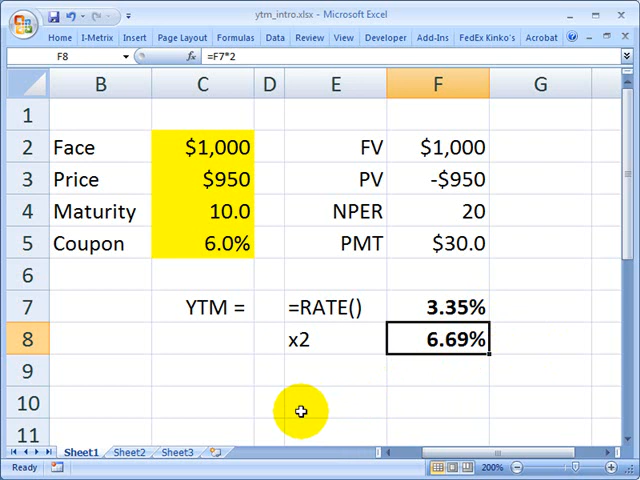 ytm_intro.xlsx - Microsoft Excel
Home I-Metrix Insert Page Layout Formulas Data Review View Developer Add-Ins FedEx Kinko's Acrobat
F8 fx =F7*2
B C D E F G
1
2 Face $1,000 FV $1,000
3 Price $950 PV -$950
4 Maturity 10.0 NPER 20
5 Coupon 6.0% PMT $30.0
6
7 YTM = =RATE() 3.35%
8 x2 6.69%
9
10
11
Sheet1 Sheet2 Sheet3
Ready 200%